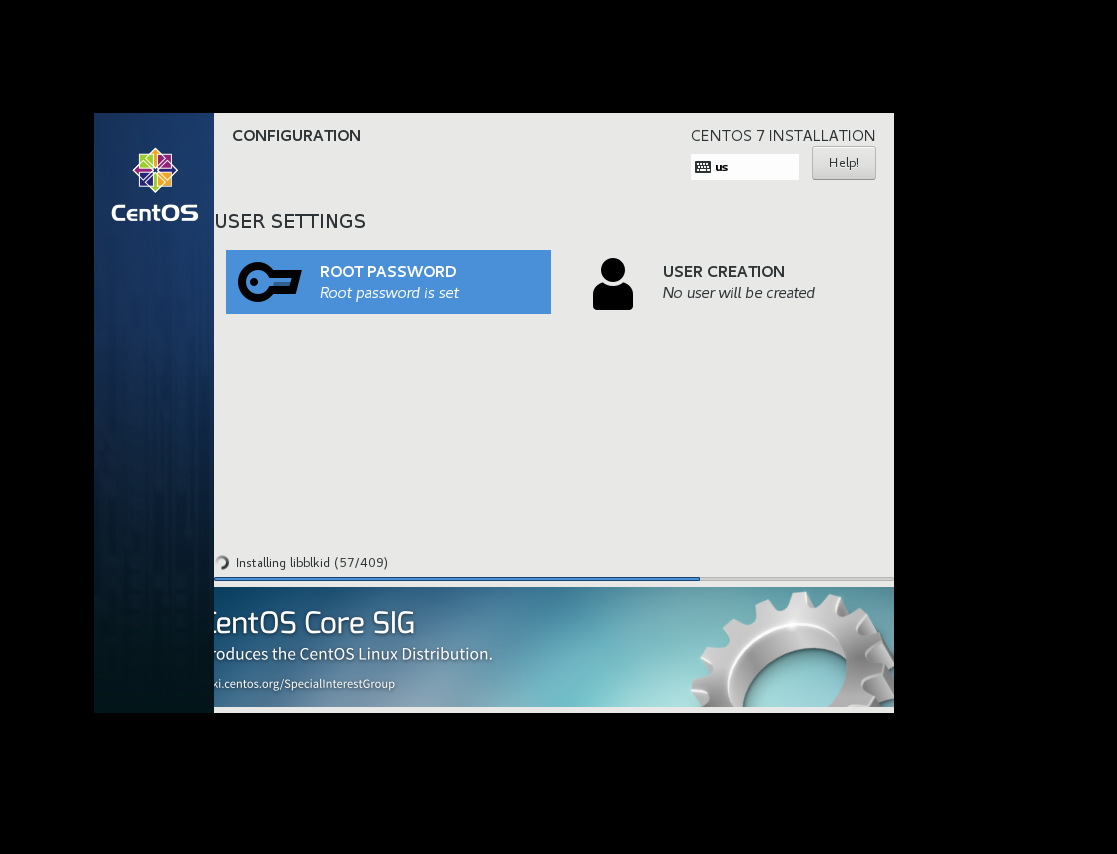 CONFIGURATION
CENTOS 7 INSTALLATION
us
Help!
CentOS
USER SETTINGS
ROOT PASSWORD
Root password is set
USER CREATION
No user will be created
Installing libblkid (57/409)
CentOS Core SIG
roduces the CentOS Linux Distribution.
ki.centos.org/SpecialInterestGroup